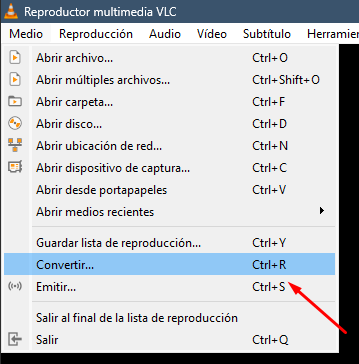 Reproductor multimedia VLC
Medio Reproducción Audio Vídeo Subtítulo Herramien
Abrir archivo... Ctrl+O
Abrir múltiples archivos... Ctrl+Shift+O
Abrir carpeta... Ctrl+F
Abrir disco... Ctrl+D
Abrir ubicación de red... Ctrl+N
Abrir dispositivo de captura... Ctrl+C
Abrir desde portapapeles Ctrl+V
Abrir medios recientes
Guardar lista de reproducción... Ctrl+Y
Convertir... Ctrl+R
Emitir... Ctrl+S
Salir al final de la lista de reproducción
Salir Ctrl+Q